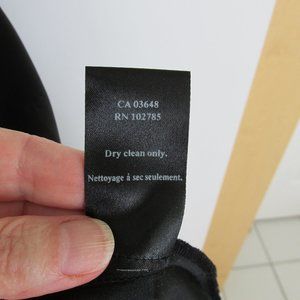 CA 03648
RN 102785
Dry clean only.
Nettoyage à sec seulement.